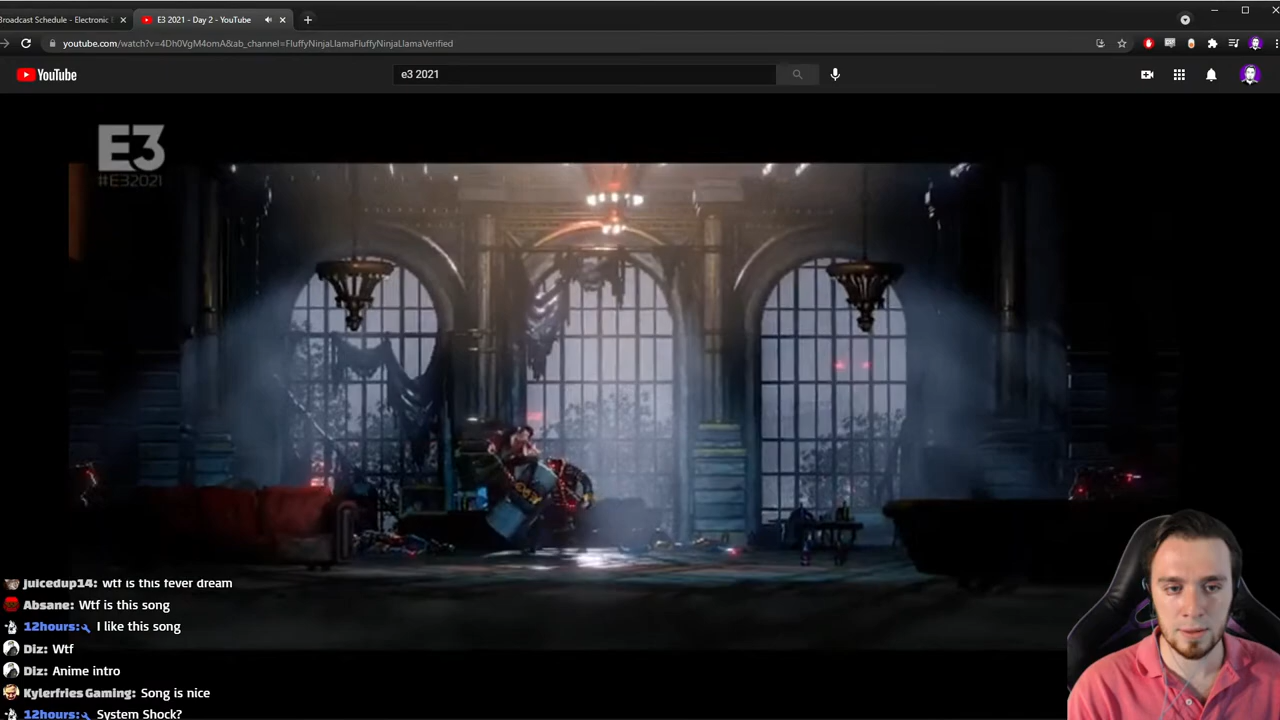 Broadcast Schedule - Electronic E
E3 2021 - Day 2 - YouTube
youtube.com/watch?v=4Dh0VgM4omA&ab_channel=FluffyNinjaLlamaFluffyNinjaLlamaVerified
YouTube
e3 2021
E3
#E32021
Juicedup14: wtf is this fever dream
Absane: Wtf is this song
12hours: I like this song
Diz: Wtf
Diz: Anime intro
Kylerfries Gaming: Song is nice
12hours: System Shock?